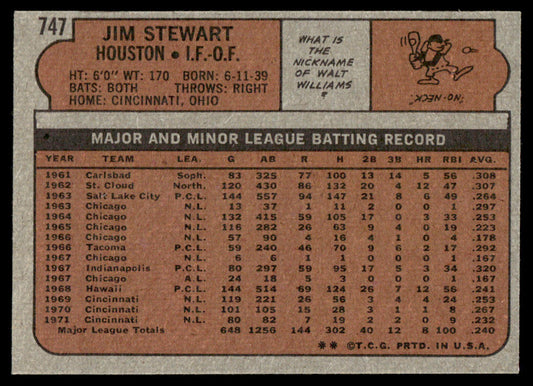 747
JIM STEWART
HOUSTON • I.F.-O.F.
HT: 6'0" WT: 170 BORN: 6-11-39
BATS: BOTH THROWS: RIGHT
HOME: CINCINNATI, OHIO
WHAT IS
THE
NICKNAME
OF WALT
WILLIAMS?
"NO-NECK"
MAJOR AND MINOR LEAGUE BATTING RECORD
YEAR TEAM LEA. G AB R H 2B 3B HR RBI AVG.
1961 Carlsbad Soph. 83 325 77 100 13 14 5 56 .308
1962 St. Cloud North. 120 430 86 132 20 4 12 47 .307
1963 Salt Lake City P.C.L. 144 557 94 147 21 8 6 49 .264
1963 Chicago N.L. 13 37 1 11 2 0 0 1 .297
1964 Chicago N.L. 132 415 59 105 17 0 3 33 .253
1965 Chicago N.L. 116 282 26 63 9 4 0 19 .223
1966 Chicago N.L. 57 90 4 16 4 1 0 4 .178
1966 Tacoma P.C.L. 59 240 46 70 9 2 17 .292
1967 Chicago N.L. 6 6 1 1 0 0 0 1 .167
1967 Indianapolis P.C.L. 80 297 59 95 17 5 3 34 .320
1967 Chicago A.L. 24 18 5 3 0 0 0 1 .167
1968 Hawaii P.C.L. 144 514 69 124 26 7 12 56 .241
1969 Cincinnati N.L. 119 221 26 56 3 4 4 24 .253
1970 Cincinnati N.L. 101 105 15 28 3 1 1 8 .267
1971 Cincinnati N.L. 80 82 7 19 2 2 0 9 .232
Major League Totals 648 1256 144 302 40 12 8 100 .240
** © T.C.G. PRTD. IN U.S.A.